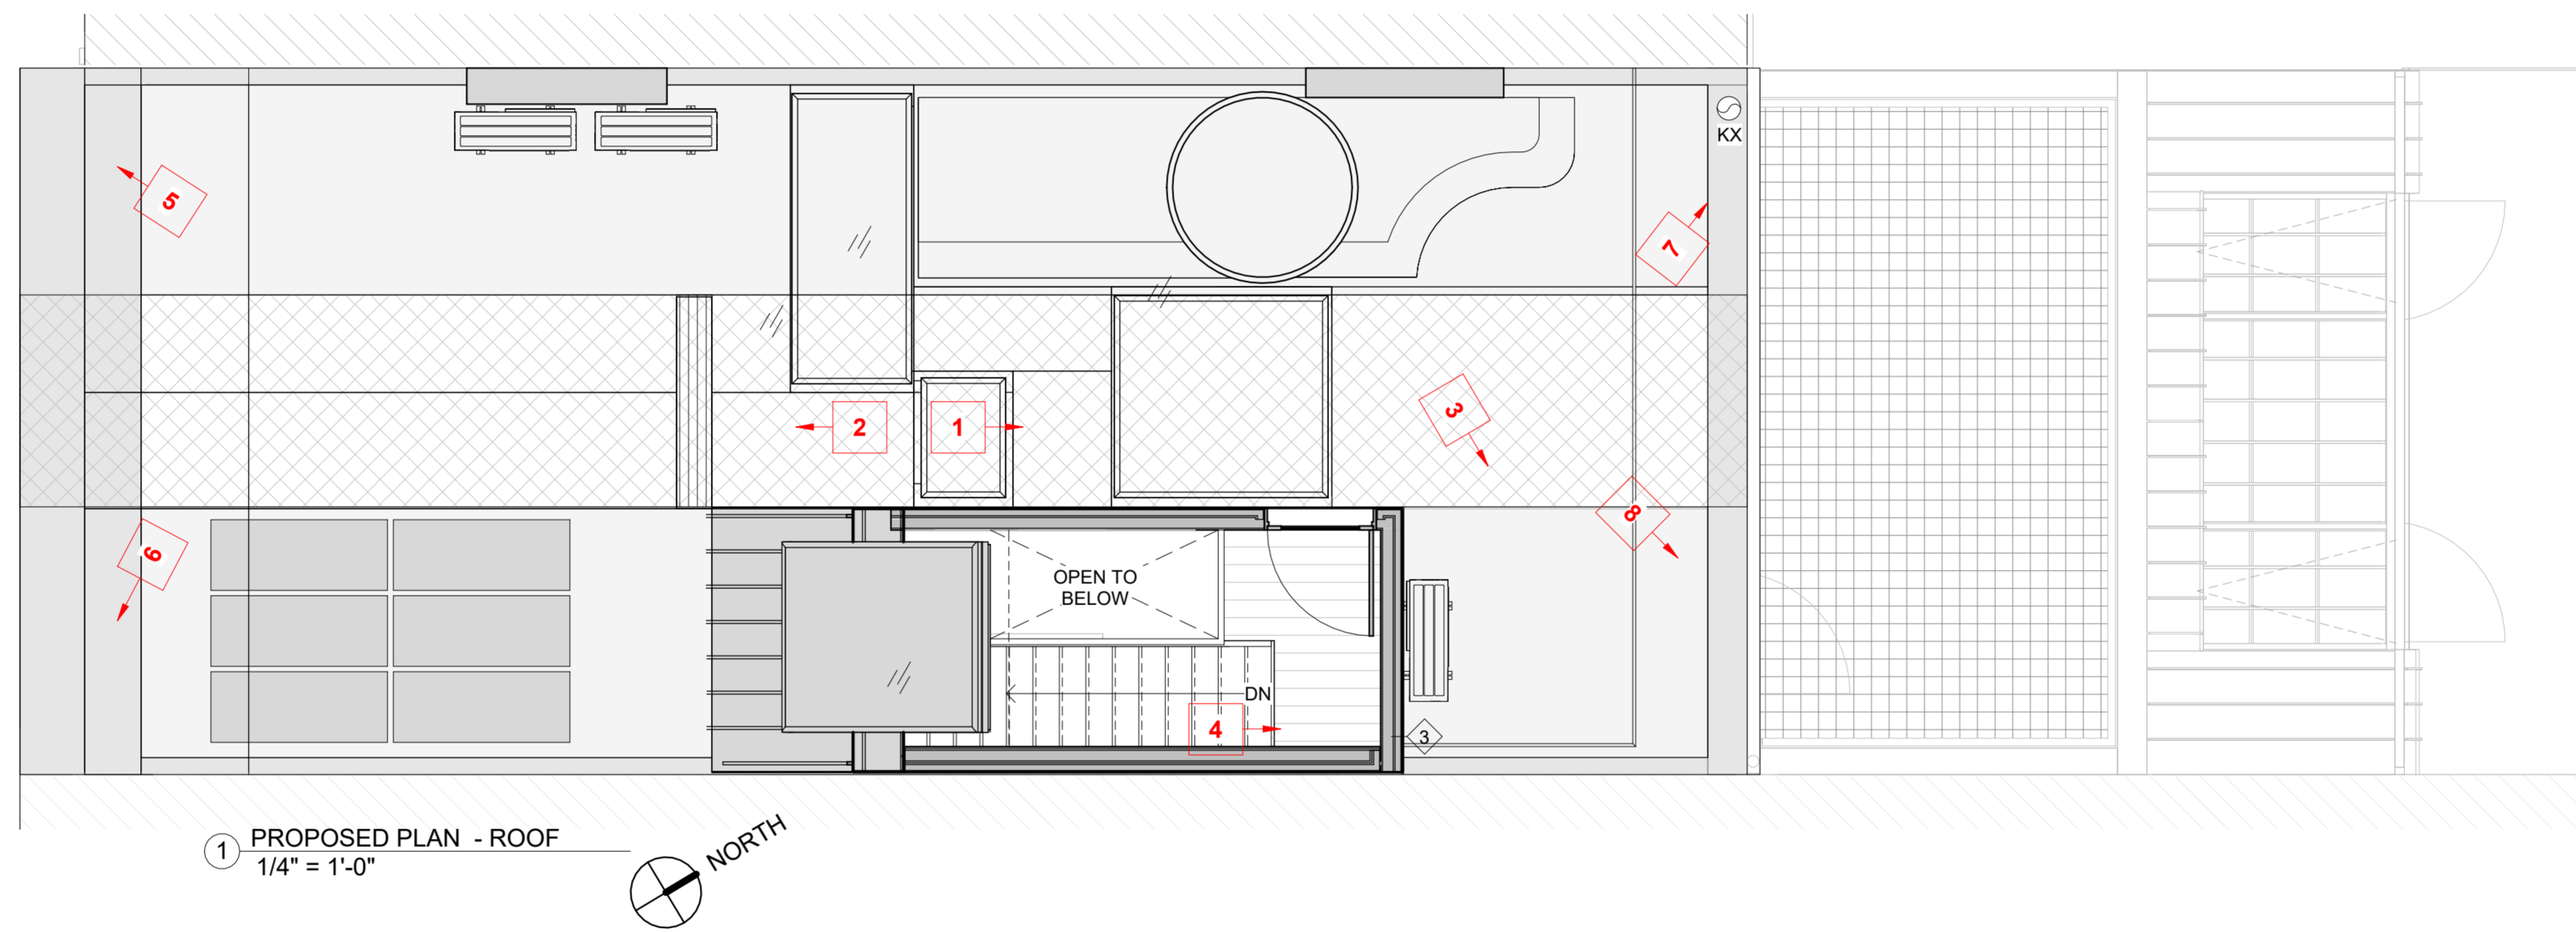 KX
5
7
3
2
1
8
6
OPEN TO
BELOW
DN
4
3
1
PROPOSED PLAN - ROOF
1/4" = 1'-0"
NORTH